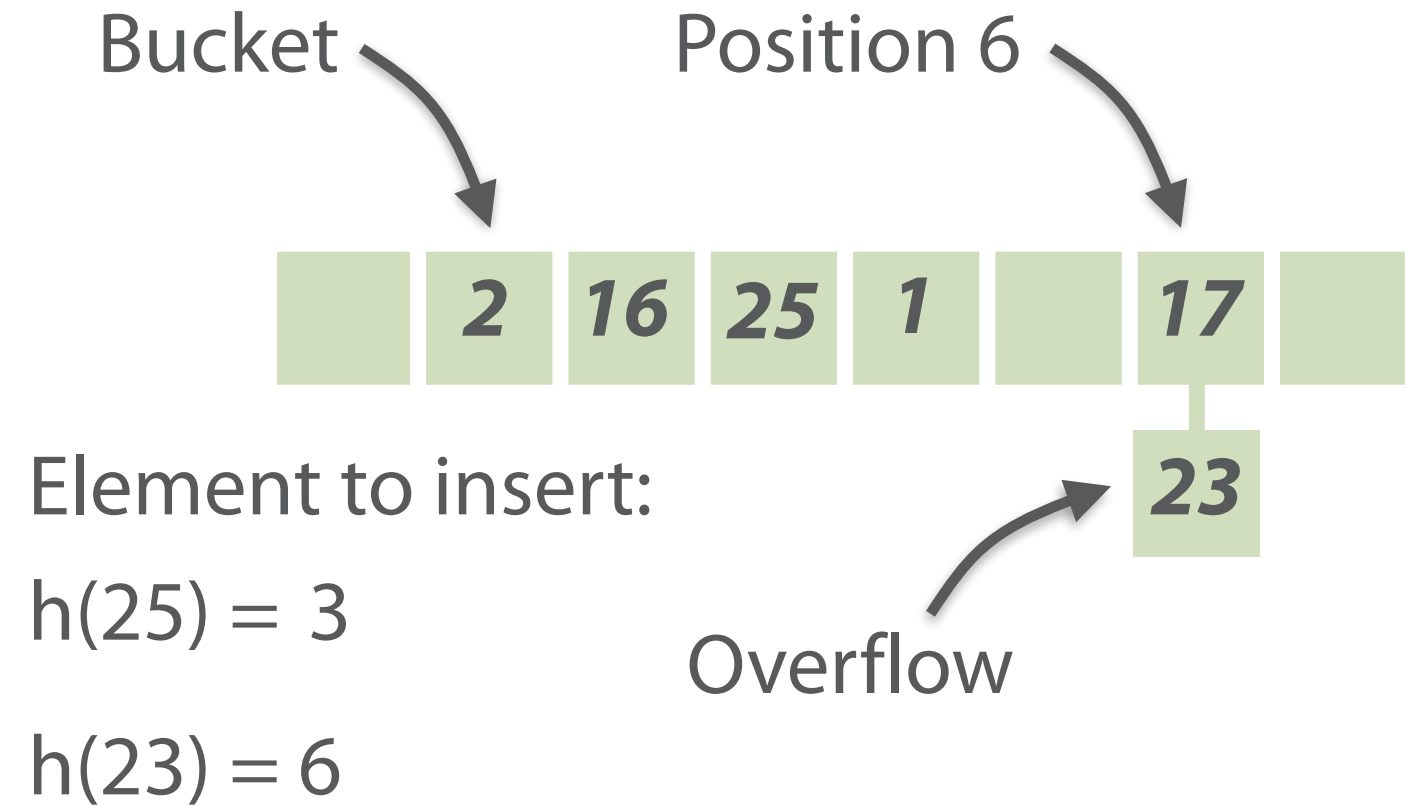 Bucket Position 6
2 16 25 1 17
23
Element to insert:
h(25) = 3
Overflow
h(23) = 6